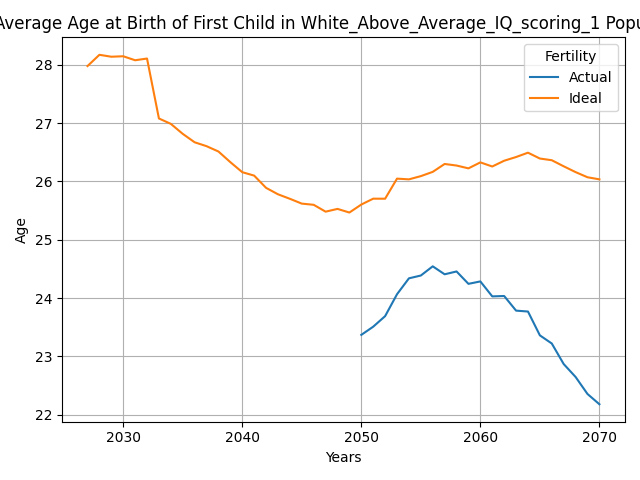 Average Age at Birth of First Child in White_Above_Average_IQ_scoring_1 Popu
Fertility
Actual
Ideal
28
27
26
25
24
23
22
Age
2030 2040 2050 2060 2070
Years